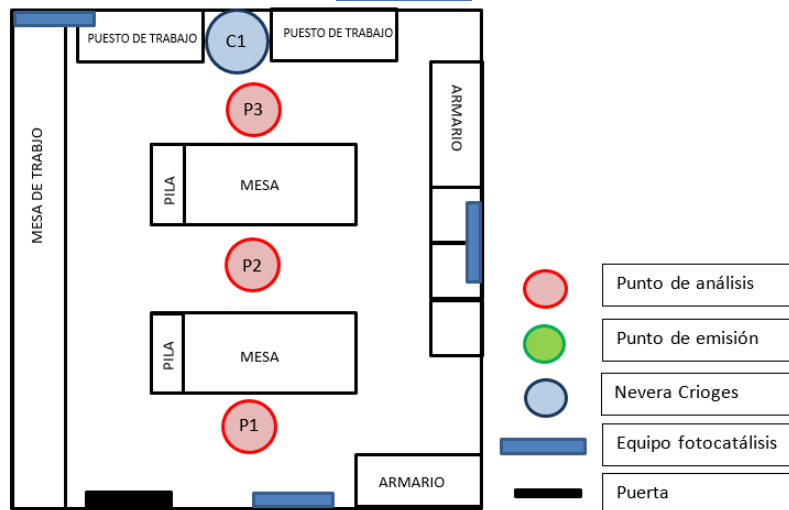 PUESTO DE TRABAJO
C1
PUESTO DE TRABAJO
P3
ARMARIO
MESA DE TRABJO
PILA
MESA
P2
PILA
MESA
P1
ARMARIO
Punto de análisis
Punto de emisión
Nevera Crioges
Equipo fotocatálisis
Puerta